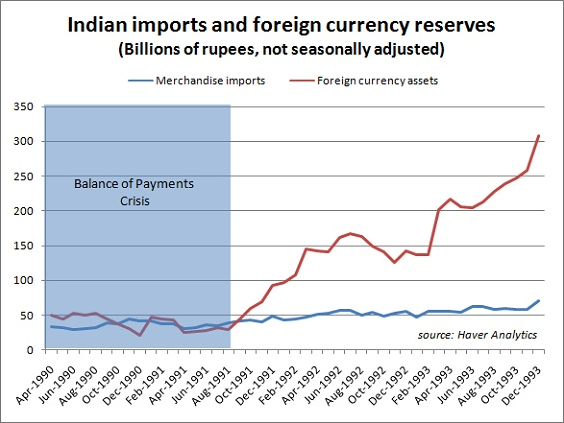 Indian imports and foreign currency reserves
(Billions of rupees, not seasonally adjusted)
Merchandise imports
Foreign currency assets
350
300
250
200
150
100
50
0
Balance of Payments
Crisis
source: Haver Analytics
Apr-1990
Jun-1990
Aug-1990
Oct-1990
Dec-1990
Feb-1991
Apr-1991
Jun-1991
Aug-1991
Oct-1991
Dec-1991
Feb-1992
Apr-1992
Jun-1992
Aug-1992
Oct-1992
Dec-1992
Feb-1993
Apr-1993
Jun-1993
Aug-1993
Oct-1993
Dec-1993